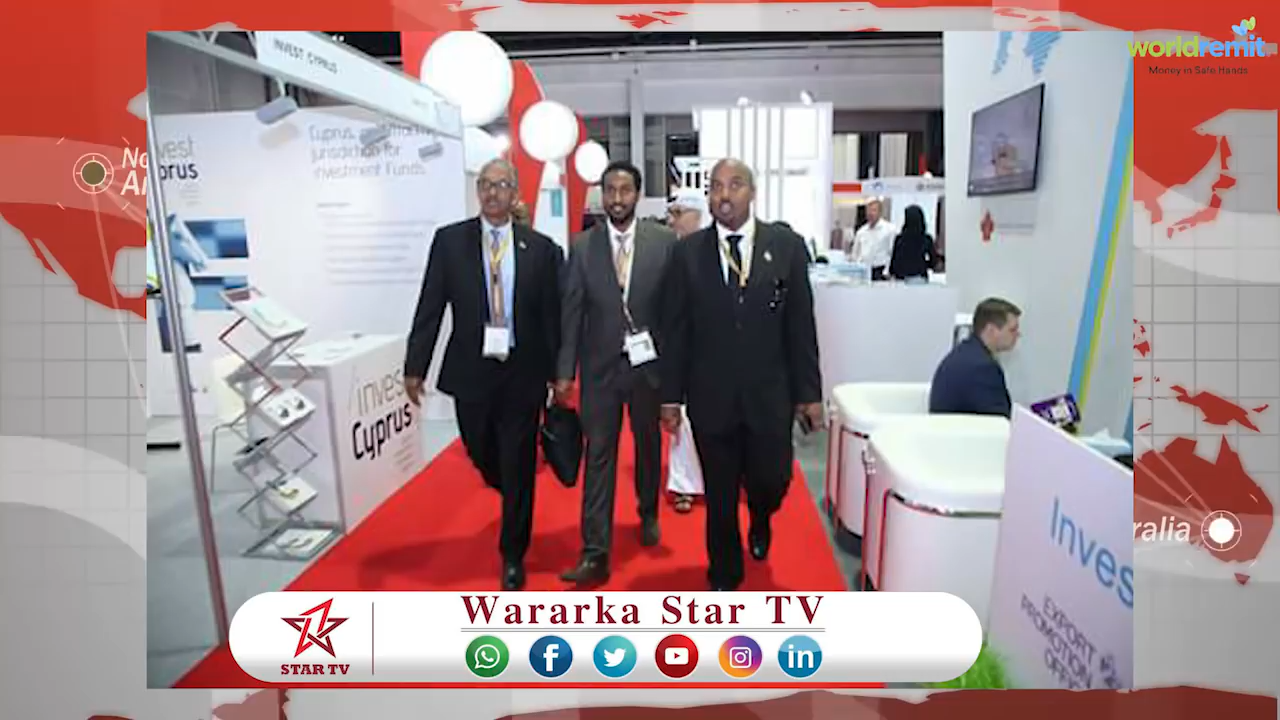 worldremit
Money in Safe Hands
INVEST CYPRUS
Cyprus,
jurisdiction for
investment Funds
invest
Cyprus
Inves
EXPORT
PROMOTION
OFFICE
ralia
Wararka Star TV
STAR TV